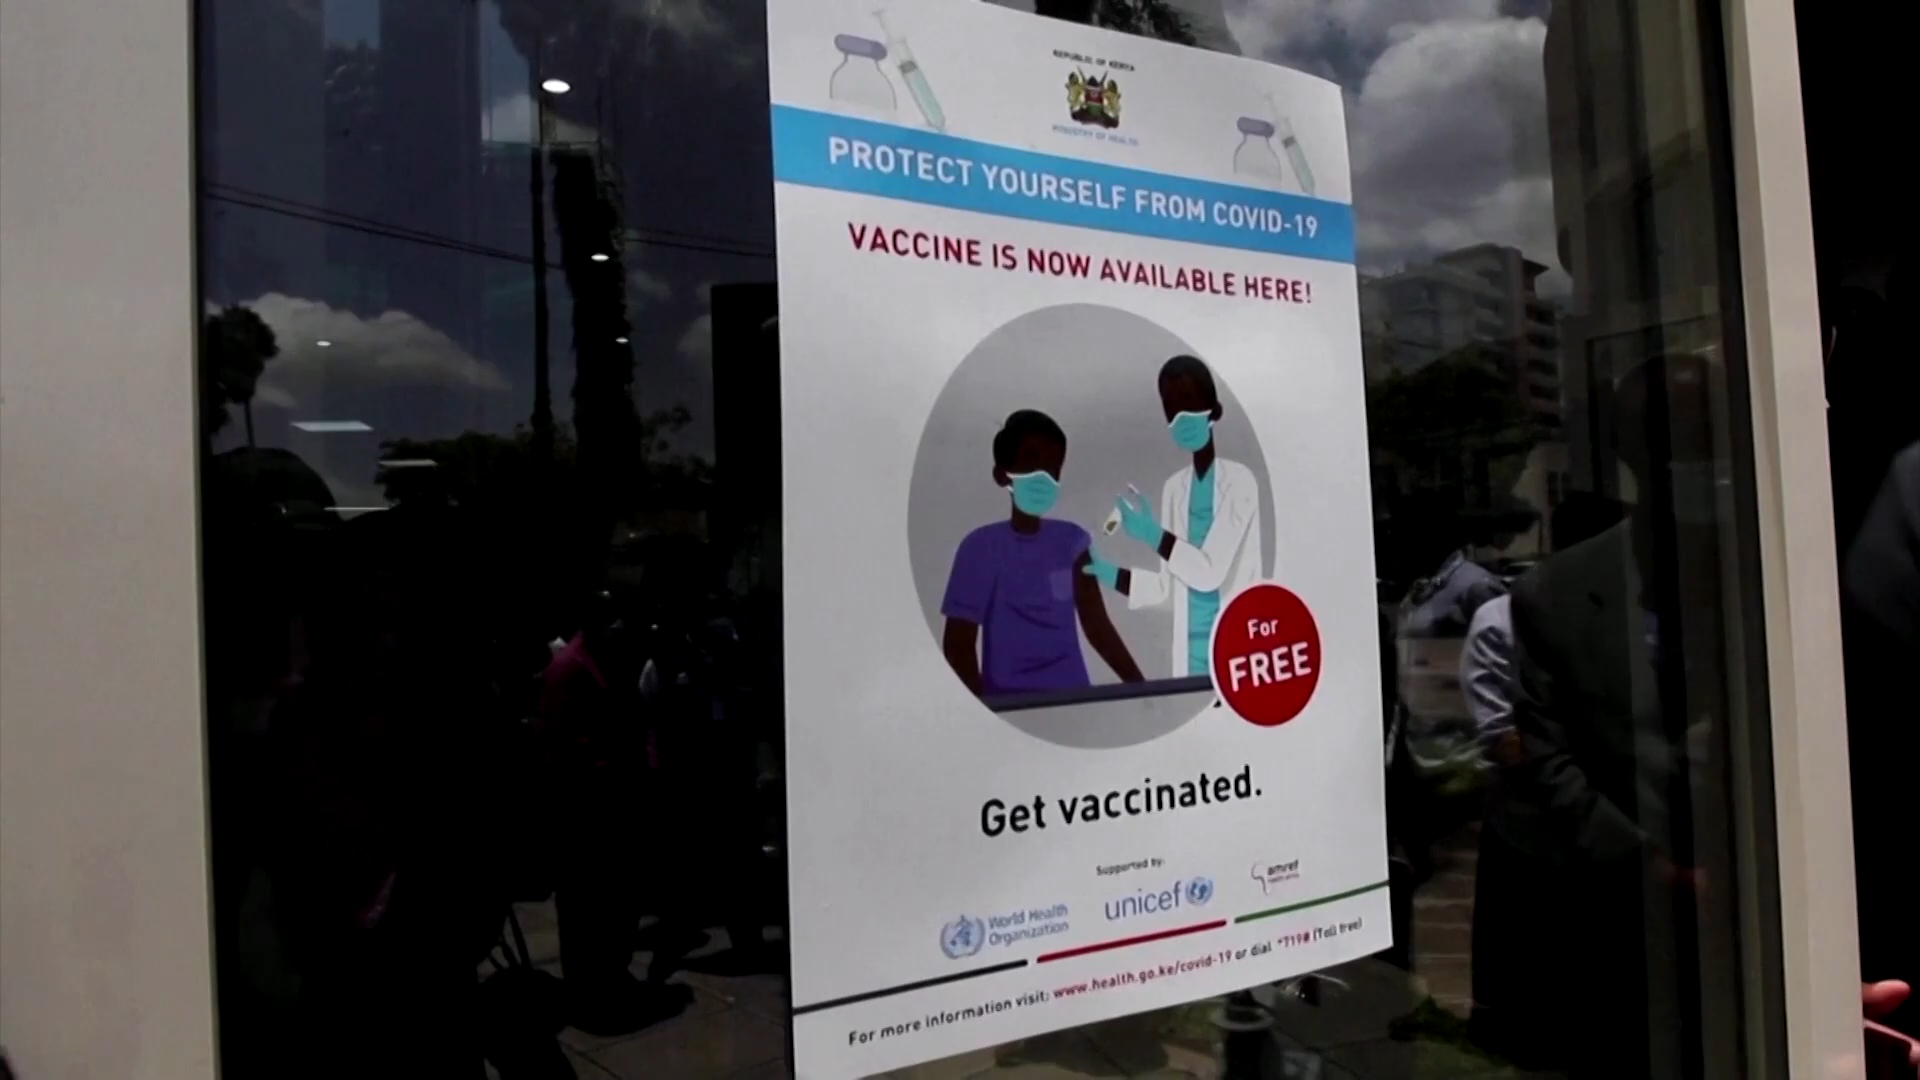 REPUBLIC OF KENYA
MINISTRY OF HEALTH
PROTECT YOURSELF FROM COVID-19
VACCINE IS NOW AVAILABLE HERE!
For
FREE
Get vaccinated.
Supported by:
World Health
Organization
unicef
amref
For more information visit: www.health.go.ke/covid-19 or dial *719# (Toll free)